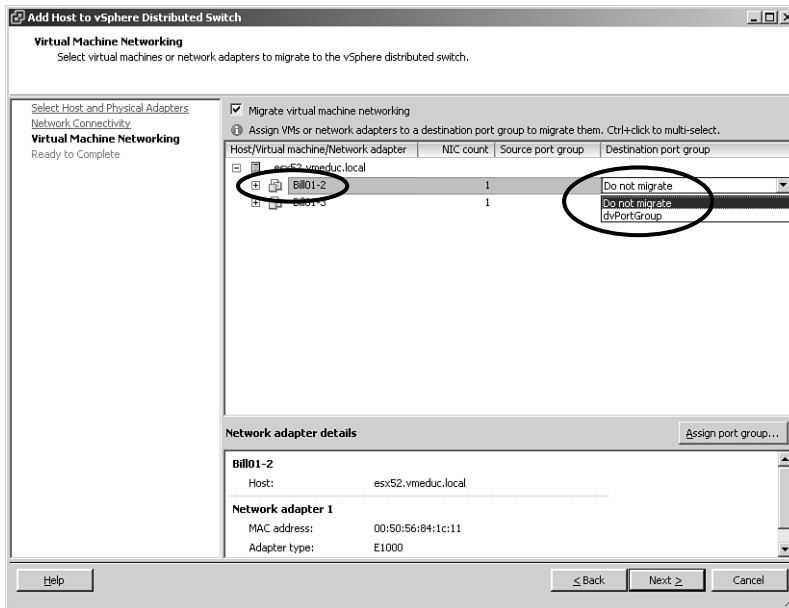 Add Host to vSphere Distributed Switch
Virtual Machine Networking
Select virtual machines or network adapters to migrate to the vSphere distributed switch.
Select Host and Physical Adapters
Network Connectivity
Virtual Machine Networking
Ready to Complete
Migrate virtual machine networking
Assign VMs or network adapters to a destination port group to migrate them. Ctrl+click to multi-select.
Host/Virtual machine/Network adapter NIC count Source port group Destination port group
esx52.vmeduc.local
Bill01-2 1 Do not migrate
Bill01-3 1 Do not migrate
dvPortGroup
Network adapter details Assign port group...
Bill01-2
Host: esx52.vmeduc.local
Network adapter 1
MAC address: 00:50:56:84:1c:11
Adapter type: E1000
Help < Back Next > Cancel